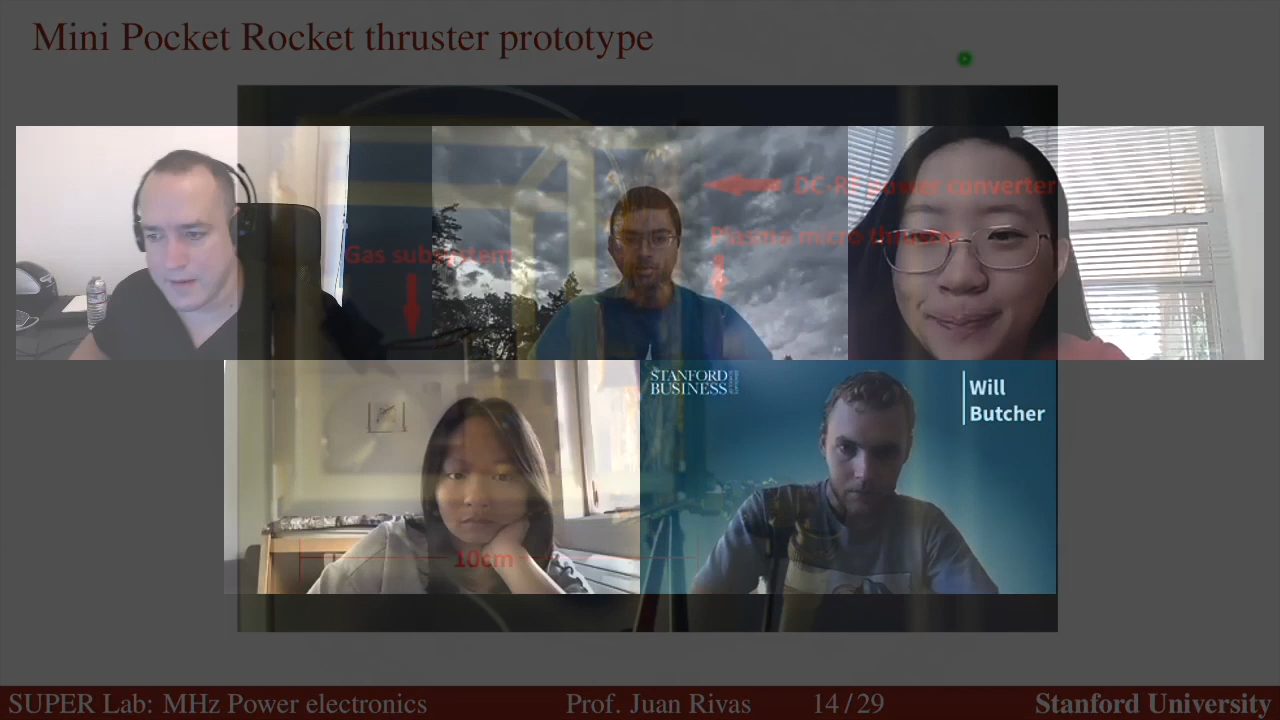 Mini Pocket Rocket thruster prototype
DC-RF power converter
Plasma micro thruster
Gas subsystem
STANFORD
BUSINESS
Will
Butcher
10cm
SUPER Lab: MHz Power electronics Prof. Juan Rivas 14 / 29 Stanford University